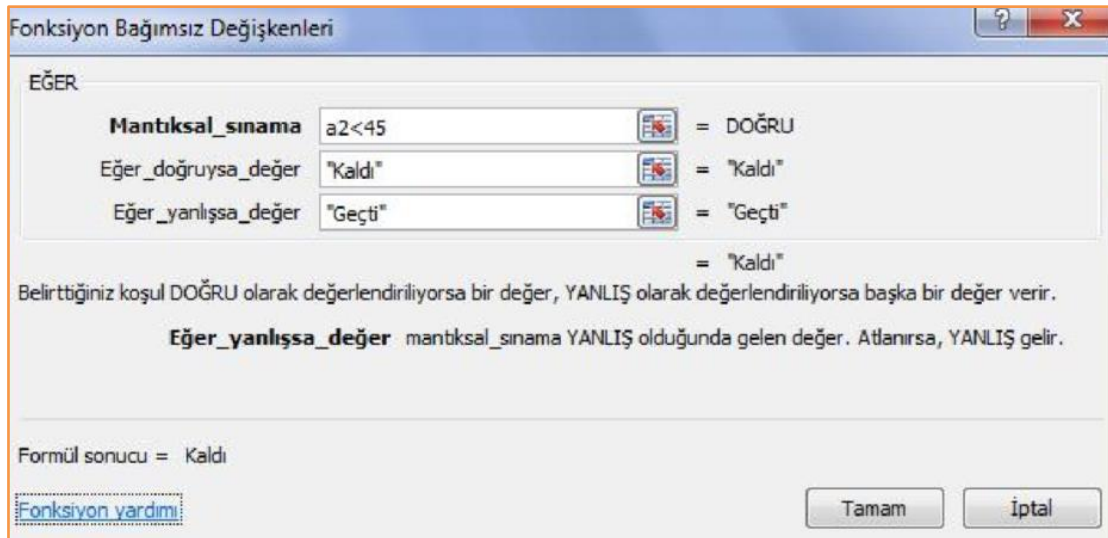 Fonksiyon Bağımsız Değişkenleri
EĞER
Mantıksal_sınama a2<45 = DOĞRU
Eğer_doğruysa_değer "Kaldı" = "Kaldı"
Eğer_yanlışsa_değer "Geçti" = "Geçti"
= "Kaldı"
Belirttiğiniz koşul DOĞRU olarak değerlendiriliyorsa bir değer, YANLIŞ olarak değerlendiriliyorsa başka bir değer verir.
Eğer_yanlışsa_değer mantıksal_sınama YANLIŞ olduğunda gelen değer. Atlanırsa, YANLIŞ gelir.
Formül sonucu = Kaldı
Fonksiyon yardımı Tamam İptal